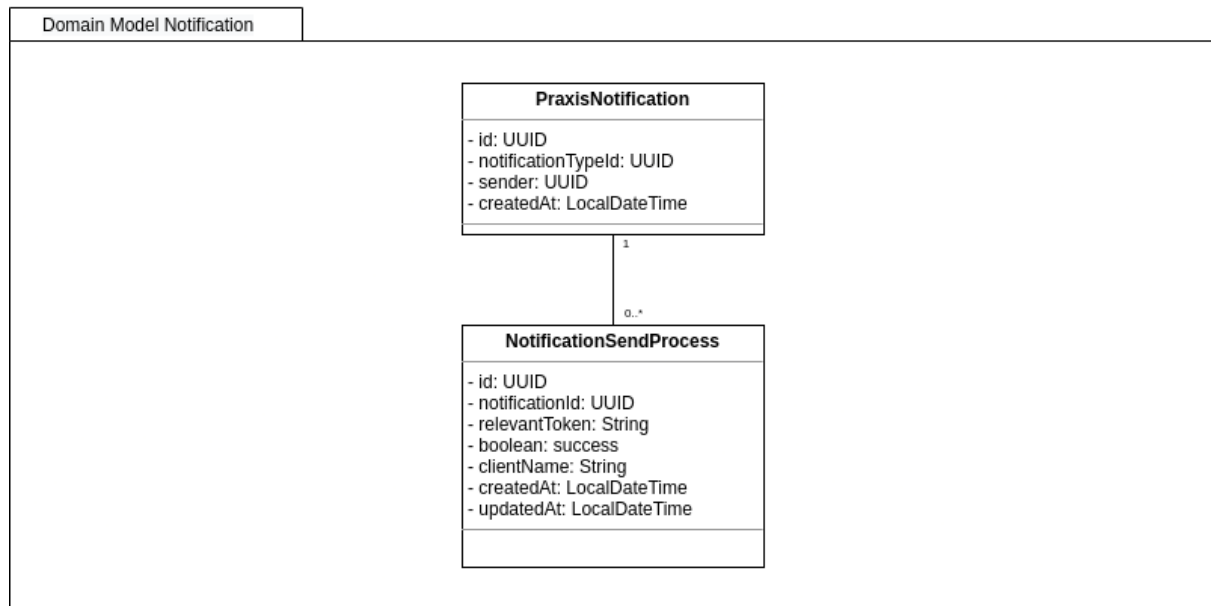 Domain Model Notification
PraxisNotification
- id: UUID
- notificationTypeId: UUID
- sender: UUID
- createdAt: LocalDateTime
1
0..*
NotificationSendProcess
- id: UUID
- notificationId: UUID
- relevantToken: String
- boolean: success
- clientName: String
- createdAt: LocalDateTime
- updatedAt: LocalDateTime